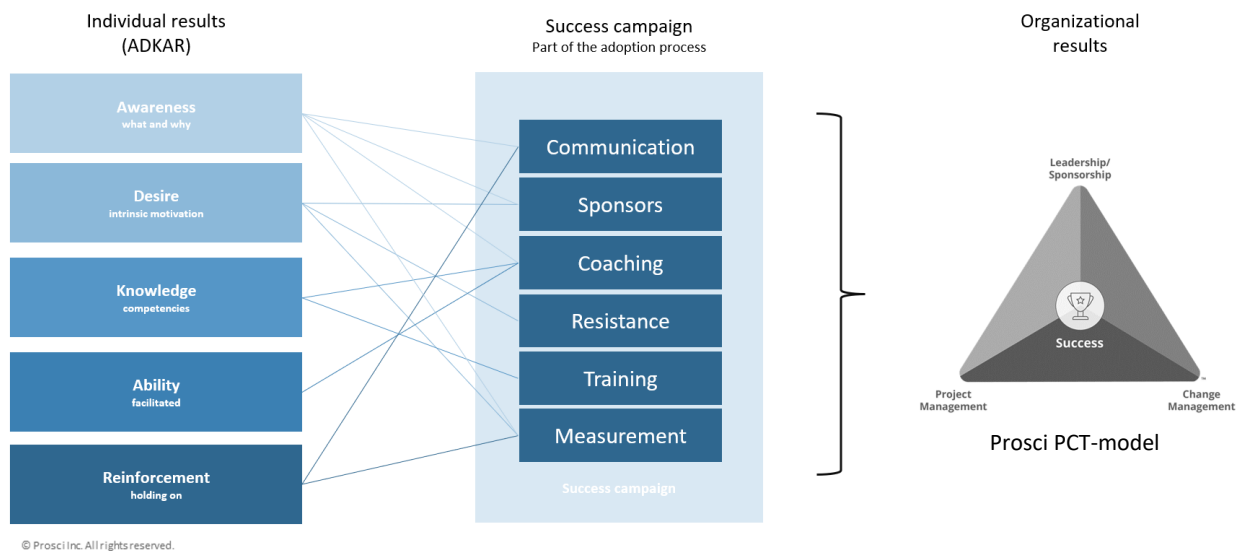 Individual results
(ADKAR)
Awareness
what and why
Desire
intrinsic motivation
Knowledge
competencies
Ability
facilitated
Reinforcement
holding on
© Prosci Inc. All rights reserved.
Success campaign
Part of the adoption process
Communication
Sponsors
Coaching
Resistance
Training
Measurement
Success campaign
Organizational
results
Leadership/
Sponsorship
Success
Project
Management
Change
Management
™
Prosci PCT-model